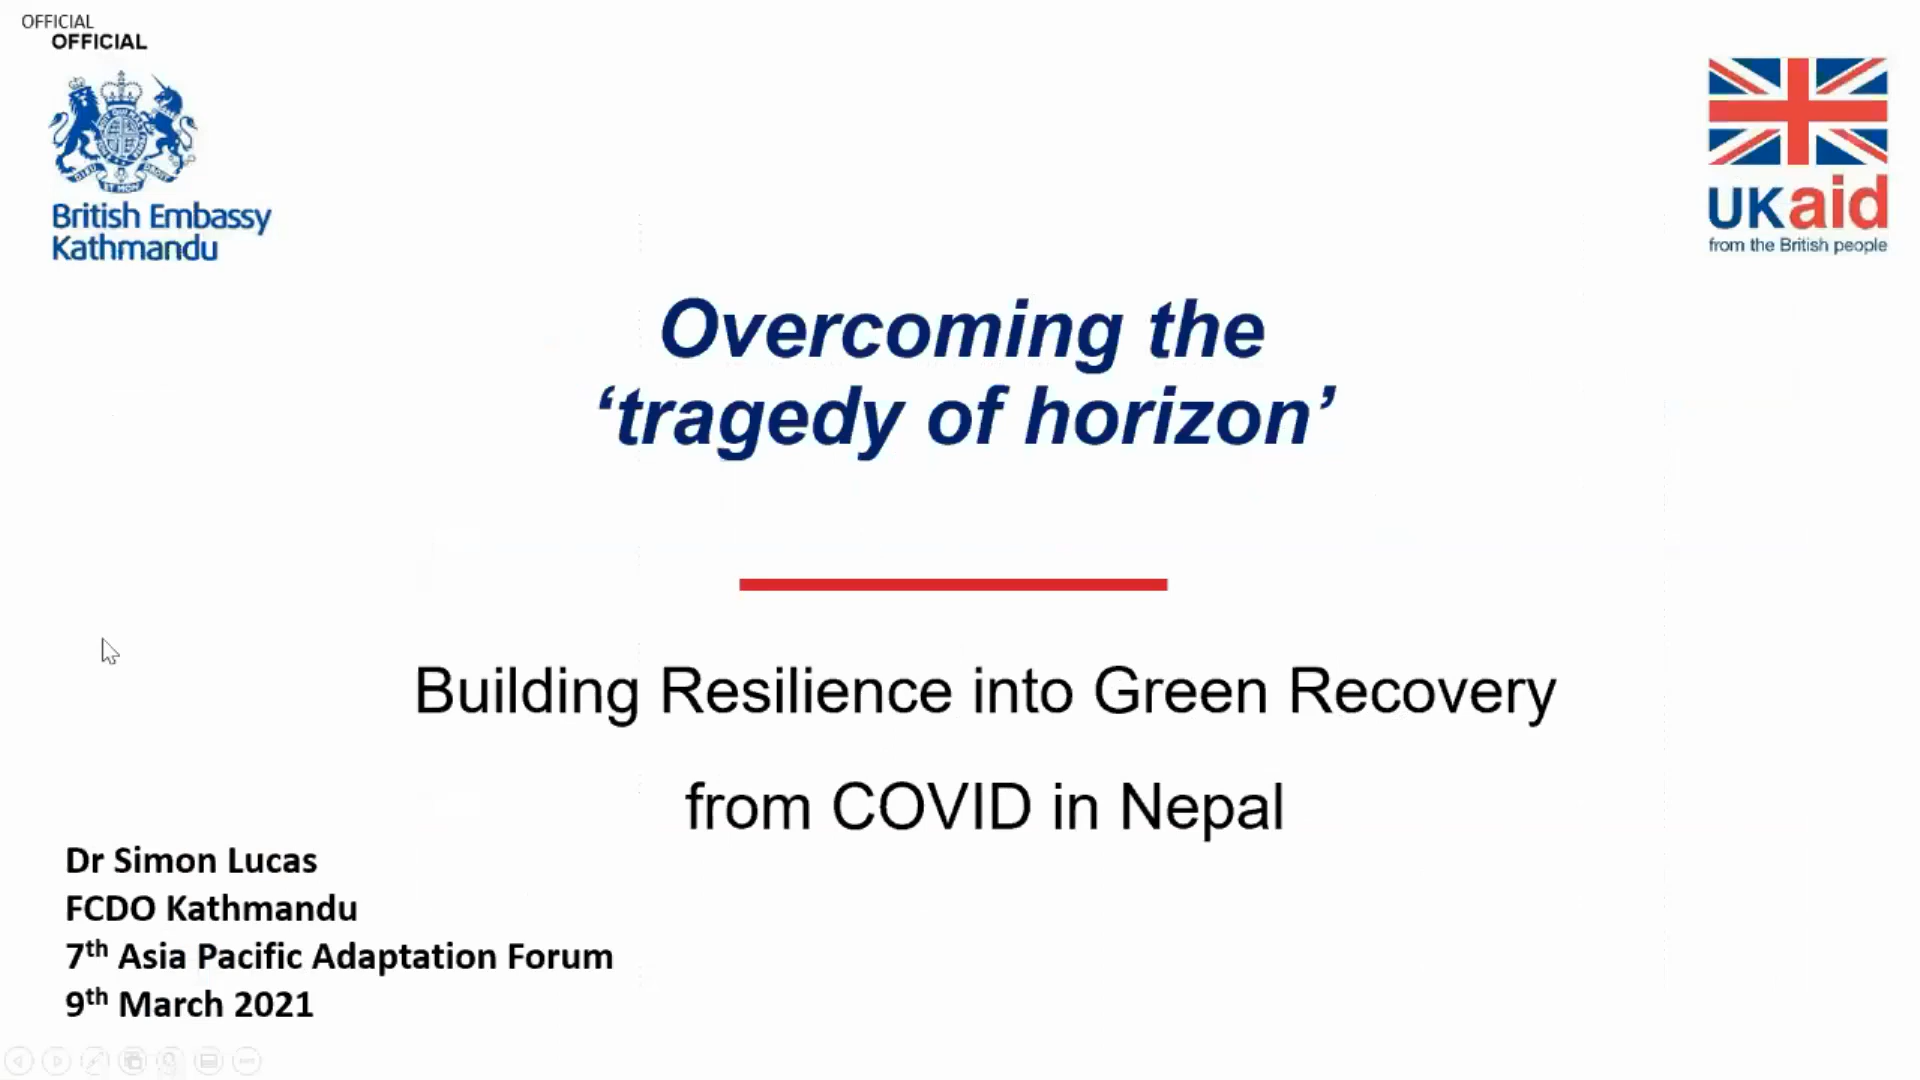 OFFICIAL
OFFICIAL
British Embassy
Kathmandu
UKaid
from the British people
Overcoming the
‘tragedy of horizon’
Building Resilience into Green Recovery
from COVID in Nepal
Dr Simon Lucas
FCDO Kathmandu
7th Asia Pacific Adaptation Forum
9th March 2021